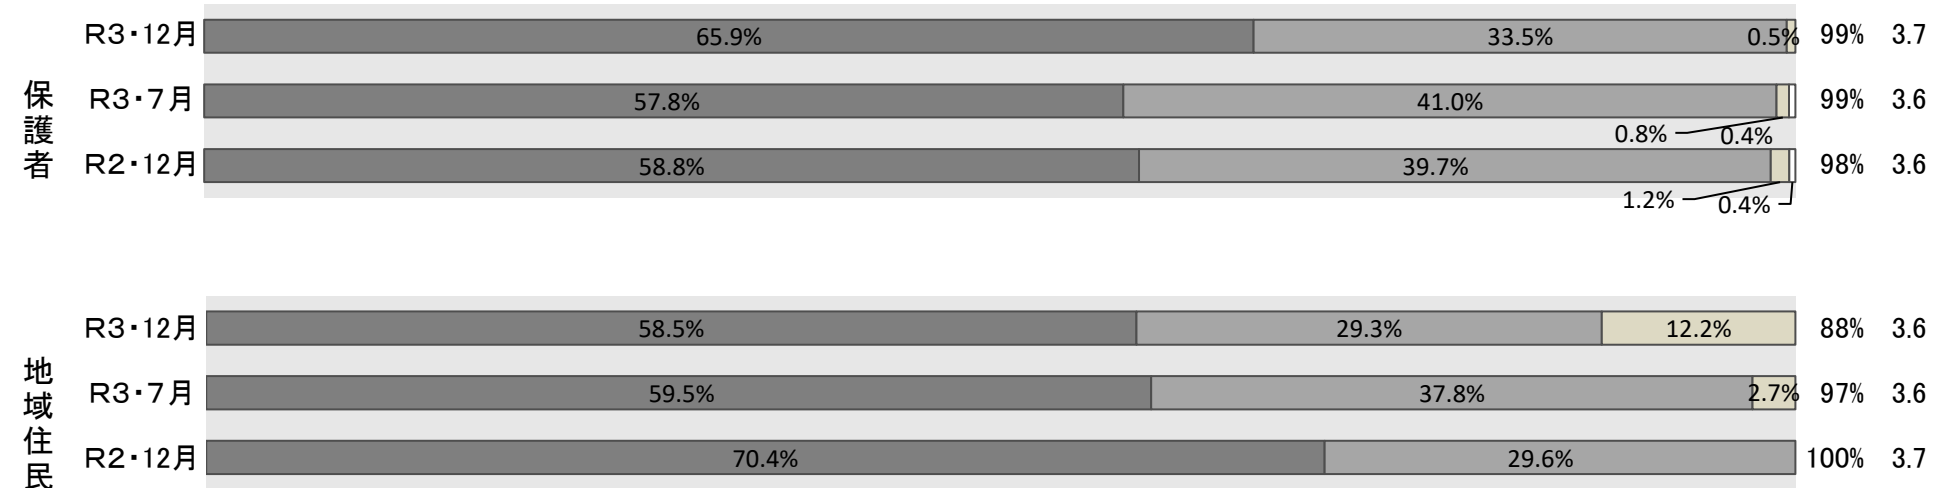 保護者
R3・12月 65.9% 33.5% 0.5% 99% 3.7
R3・7月 57.8% 41.0% 0.8% 0.4% 99% 3.6
R2・12月 58.8% 39.7% 1.2% 0.4% 98% 3.6
地域住民
R3・12月 58.5% 29.3% 12.2% 88% 3.6
R3・7月 59.5% 37.8% 2.7% 97% 3.6
R2・12月 70.4% 29.6% 100% 3.7